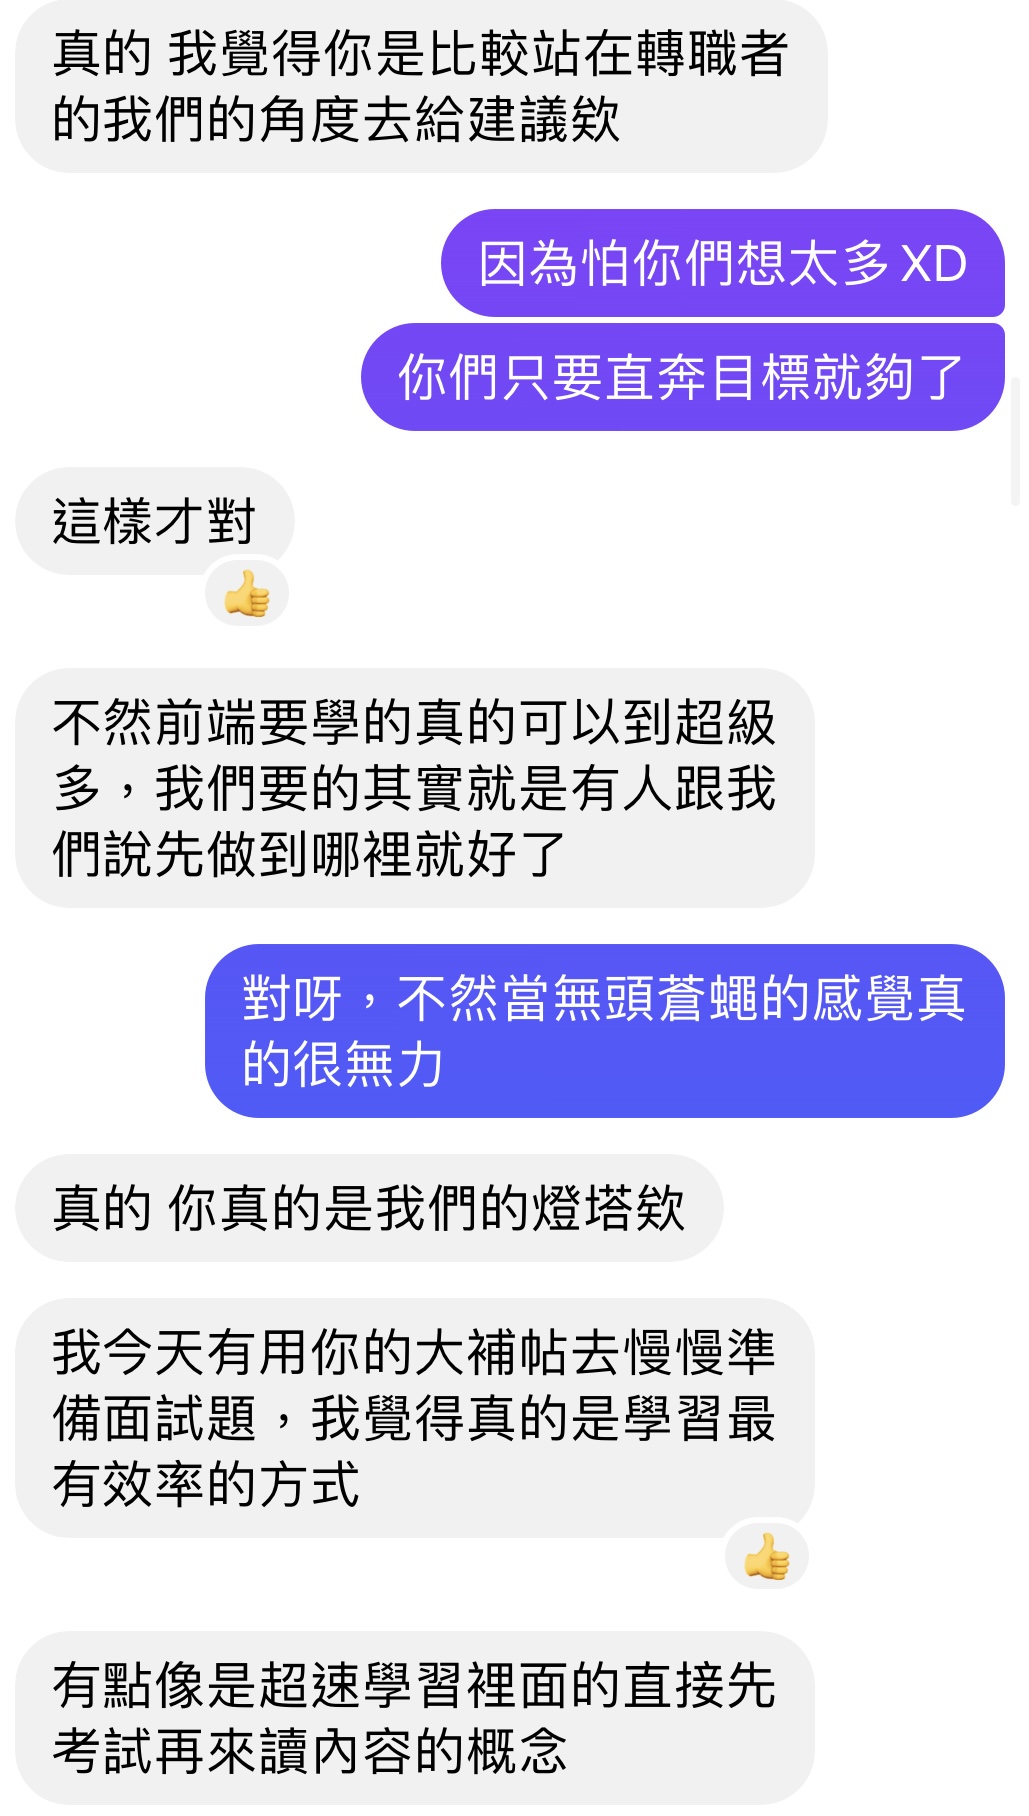 真的 我覺得你是比較站在轉職者
的我們的角度去給建議欸
因為怕你們想太多 XD
你們只要直奔目標就夠了
這樣才對
不然前端要學的真的可以到超級
多，我們要的其實就是有人跟我
們說先做到哪裡就好了
對呀，不然當無頭蒼蠅的感覺真
的很無力
真的 你真的是我們的燈塔欸
我今天有用你的大補帖去慢慢準
備面試題，我覺得真的是學習最
有效率的方式
有點像是超速學習裡面的直接先
考試再來讀內容的概念